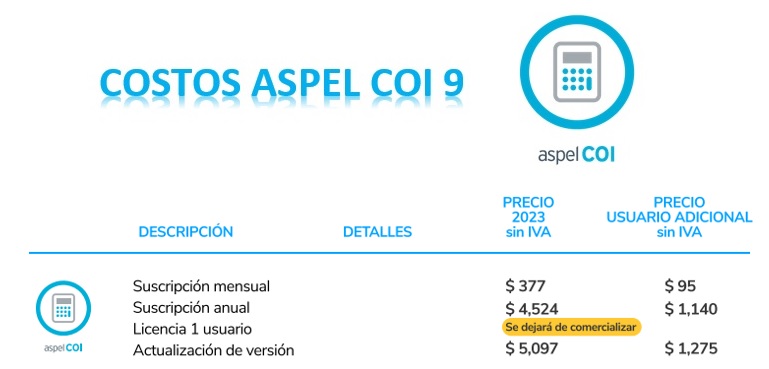 COSTOS ASPEL COI 9
aspel COI
PRECIO
2023
sin IVA
PRECIO
USUARIO ADICIONAL
sin IVA
DESCRIPCIÓN DETALLES
Suscripción mensual $ 377 $ 95
Suscripción anual $ 4,524 $ 1,140
Licencia 1 usuario Se dejará de comercializar
Actualización de versión $ 5,097 $ 1,275
aspel COI